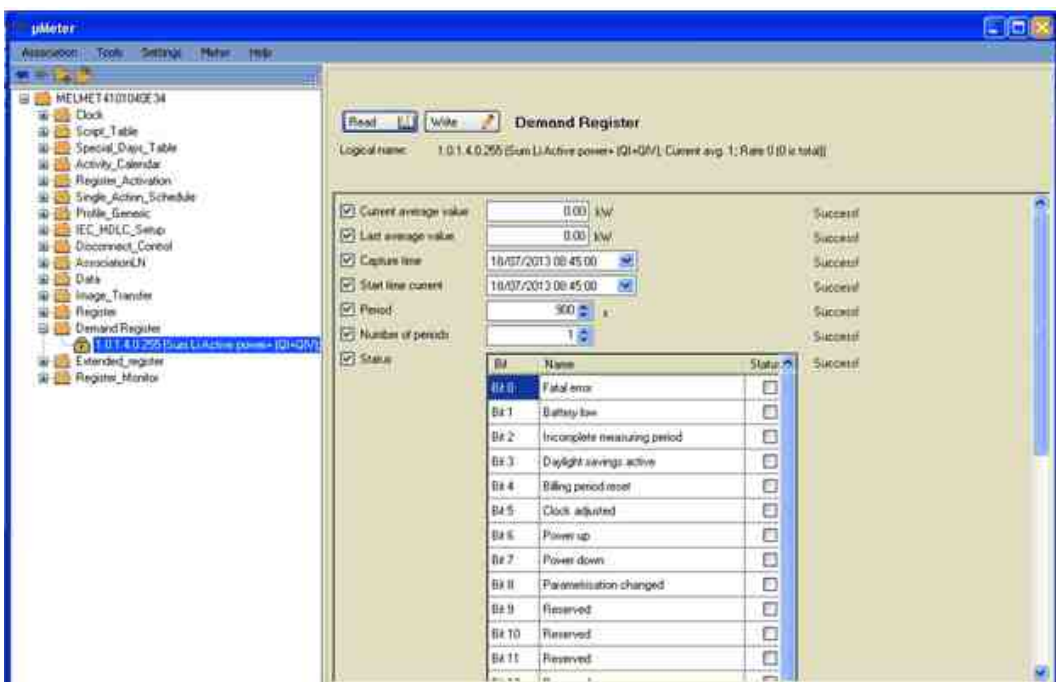 µMeter
Association Tools Settings Meter Help
MELMET4101040E34
Clock
Script_Table
Special_Days_Table
Activity_Calendar
Register_Activation
Single_Action_Schedule
Profile_Generic
IEC_HDLC_Setup
Disconnect_Control
AssociationLN
Data
Image_Transfer
Register
Demand Register
1.0.1.4.0.255 (Sum Li Active power+ (QI+QIV);
Extended_register
Register_Monitor
Read Write Demand Register
Logical name: 1.0.1.4.0.255 (Sum Li Active power+ (QI+QIV); Current avg. 1; Rate 0 (0 is total))
Current average value 0.00 kW Success!
Last average value 0.00 kW Success!
Capture time 18/07/2013 08:45:00 Success!
Start time current 18/07/2013 08:45:00 Success!
Period 900 s Success!
Number of periods 1 Success!
Status Bit Name Status Success!
Bit 0 Fatal error
Bit 1 Battery low
Bit 2 Incomplete measuring period
Bit 3 Daylight savings active
Bit 4 Billing period reset
Bit 5 Clock adjusted
Bit 6 Power up
Bit 7 Power down
Bit 8 Parametrisation changed
Bit 9 Reserved
Bit 10 Reserved
Bit 11 Reserved